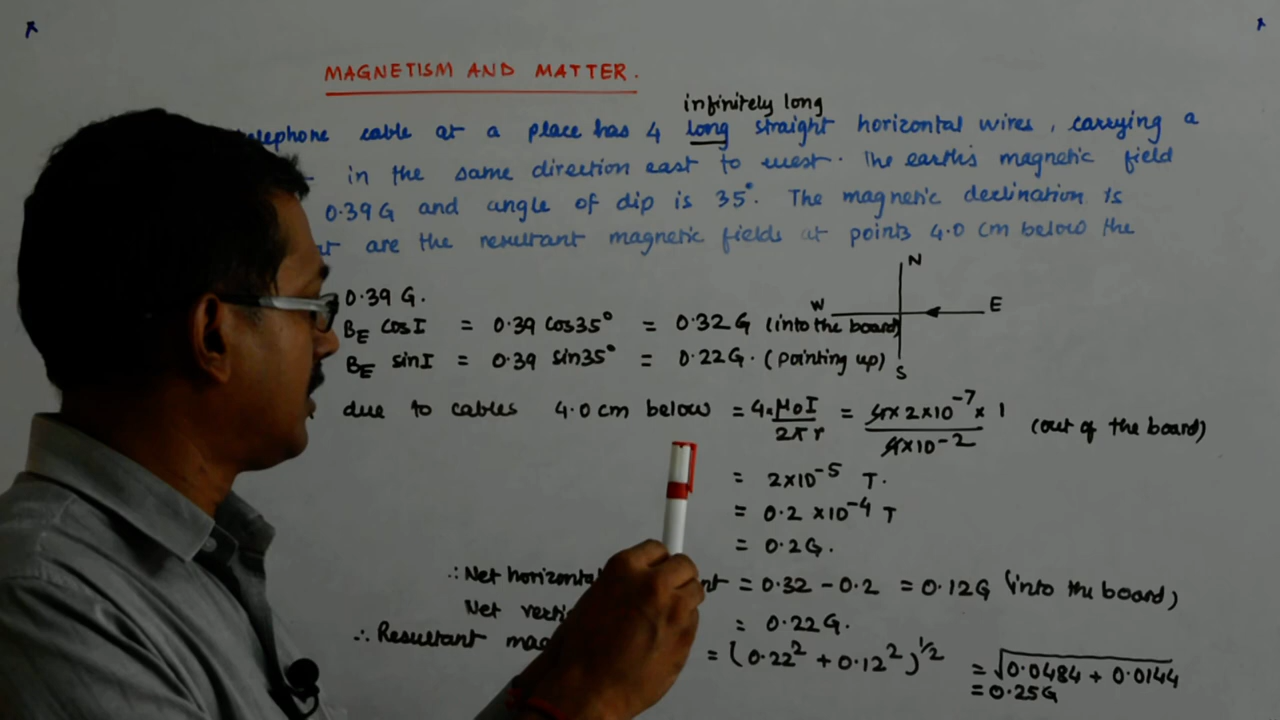 MAGNETISM AND MATTER.
infinitely long
telephone cable at a place has 4 long straight horizontal wires, carrying a
in the same direction east to west. The earth's magnetic field
0.39G and angle of dip is 35°. The magnetic declination is
are the resultant magnetic fields at points 4.0 cm below the
N
W E
S
0.39 G.
BE cosI = 0.39 cos35° = 0.32G (into the board)
BE sinI = 0.39 sin35° = 0.22G. (pointing up)
due to cables 4.0 cm below = 4.μ0I/2πr = 4×2×10^-7×1/4×10^-2 (out of the board)
= 2×10^-5 T.
= 0.2×10^-4 T
= 0.2G.
∴ Net horizontal = 0.32 - 0.2 = 0.12G (into the board)
Net = 0.22G.
∴ Resultant = (0.22² + 0.12²)^1/2 = √0.0484 + 0.0144
= 0.25G